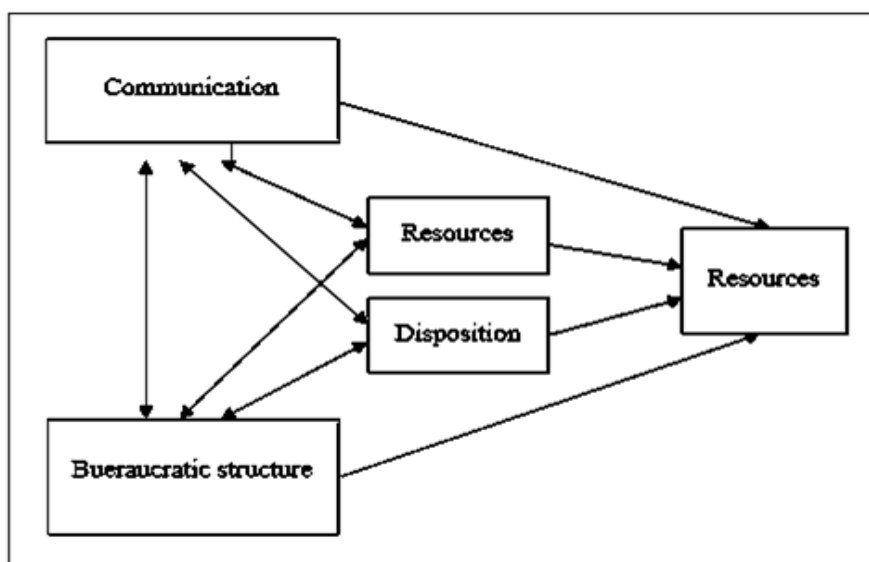 Communication
Resources
Resources
Disposition
Bueraucratic structure